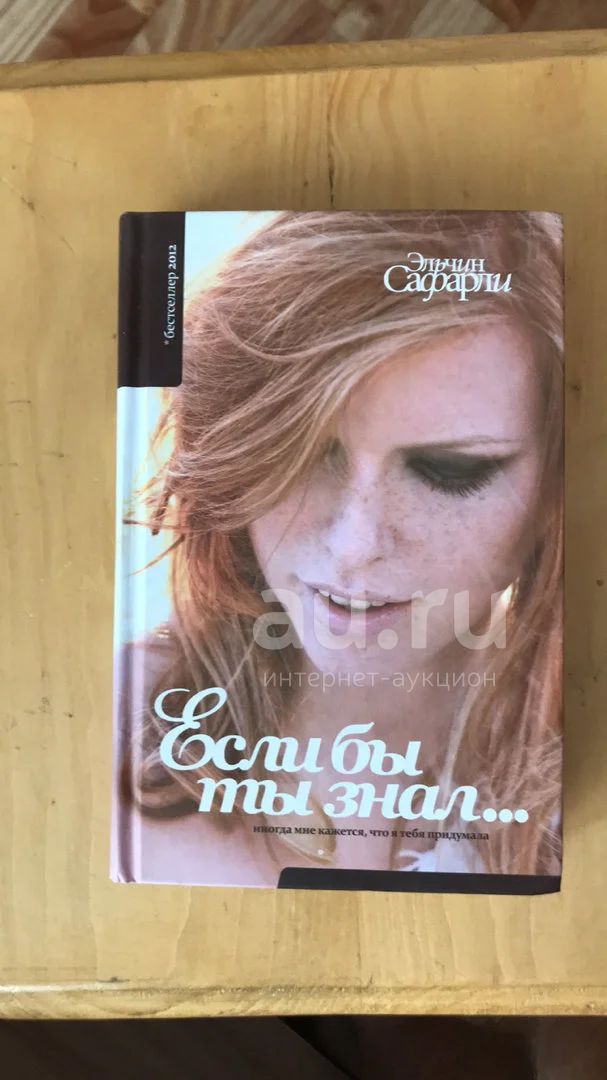 *бестселлер 2012
Эльчин
Сафарли
au.ru
интернет-аукцион
Если бы
ты знал...
иногда мне кажется, что я тебя придумала